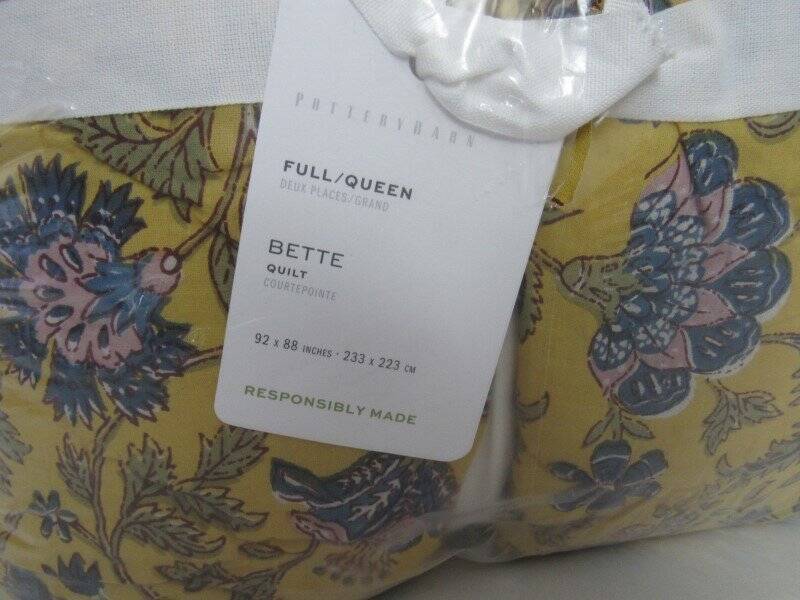 POTTERYBARN
FULL/QUEEN
DEUX PLACES/GRAND
BETTE
QUILT
COURTEPOINTE
92 x 88 INCHES · 233 x 223 CM
RESPONSIBLY MADE